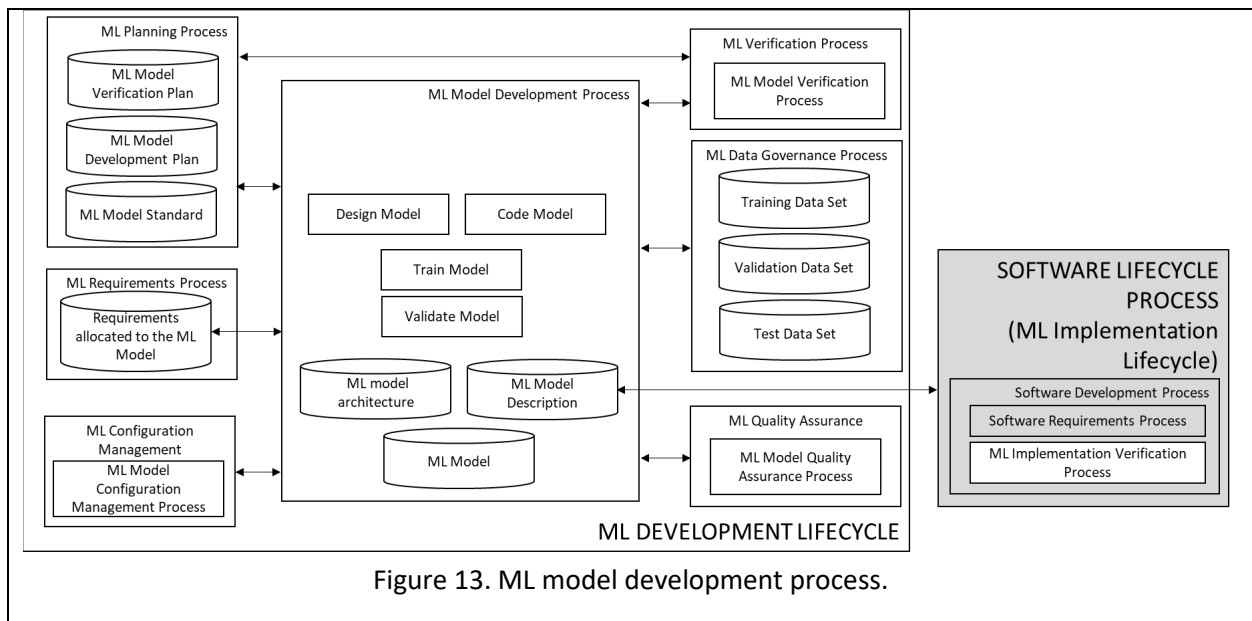 ML Planning Process
ML Model
Verification Plan
ML Model
Development Plan
ML Model Standard
ML Requirements Process
Requirements
allocated to the ML
Model
ML Configuration
Management
ML Model
Configuration
Management Process
ML Model Development Process
Design Model
Code Model
Train Model
Validate Model
ML model
architecture
ML Model
Description
ML Model
ML Verification Process
ML Model Verification
Process
ML Data Governance Process
Training Data Set
Validation Data Set
Test Data Set
ML Quality Assurance
ML Model Quality
Assurance Process
ML DEVELOPMENT LIFECYCLE
SOFTWARE LIFECYCLE
PROCESS
(ML Implementation
Lifecycle)
Software Development Process
Software Requirements Process
ML Implementation Verification
Process
Figure 13. ML model development process.